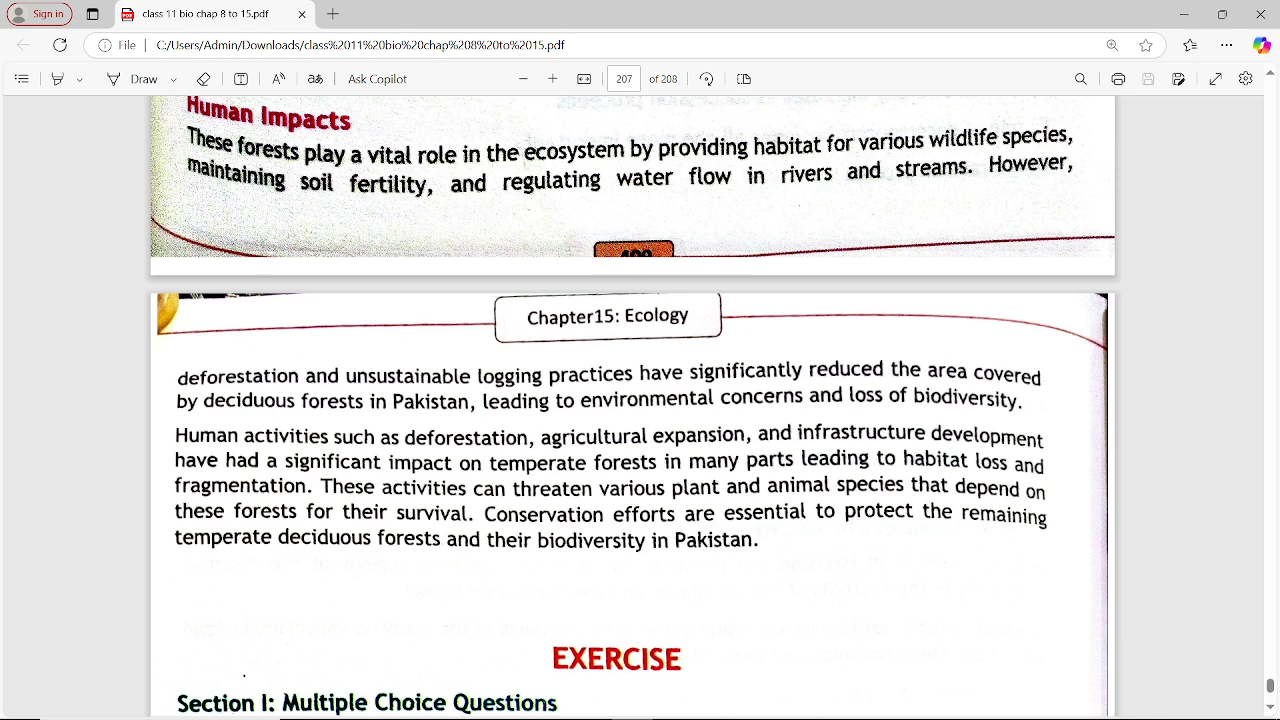 Sign in
class 11 bio chap 8 to 15.pdf
File
C:/Users/Admin/Downloads/class%2011%20bio%20chap%208%20to%2015.pdf
Draw
Ask Copilot
207 of 208
Human Impacts
These forests play a vital role in the ecosystem by providing habitat for various wildlife species,
maintaining soil fertility, and regulating water flow in rivers and streams. However,
Chapter15: Ecology
deforestation and unsustainable logging practices have significantly reduced the area covered
by deciduous forests in Pakistan, leading to environmental concerns and loss of biodiversity.
Human activities such as deforestation, agricultural expansion, and infrastructure development
have had a significant impact on temperate forests in many parts leading to habitat loss and
fragmentation. These activities can threaten various plant and animal species that depend on
these forests for their survival. Conservation efforts are essential to protect the remaining
temperate deciduous forests and their biodiversity in Pakistan.
EXERCISE
Section I: Multiple Choice Questions